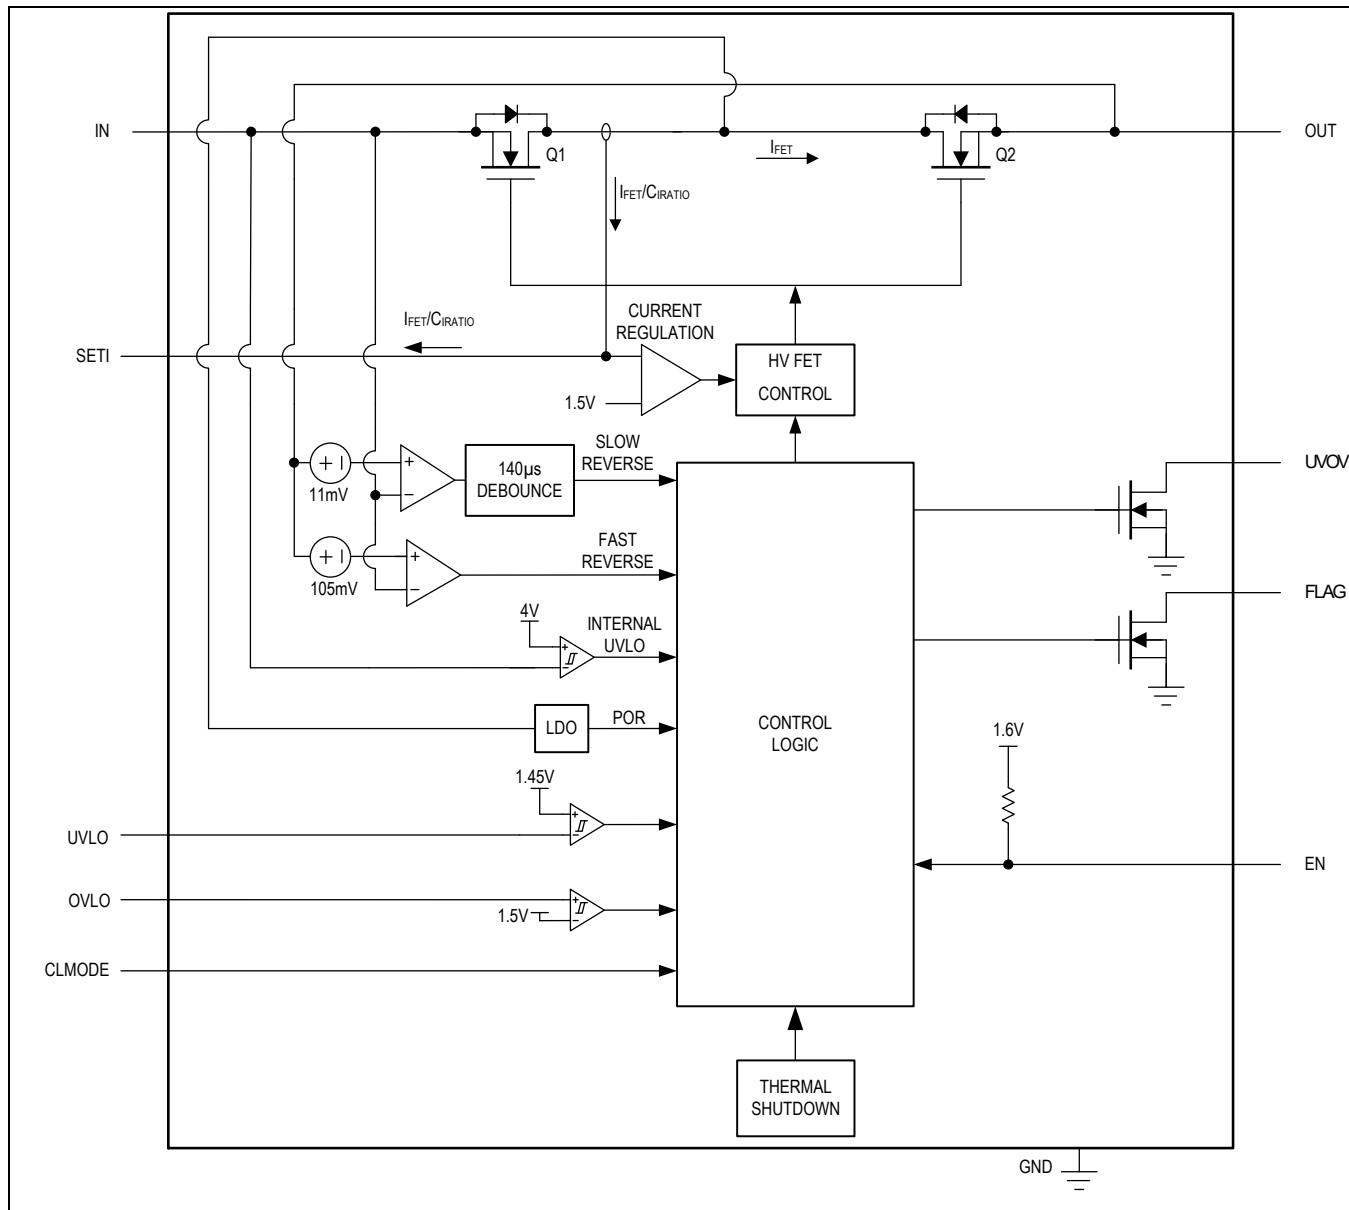 IN
OUT
Q1
IFET
Q2
IFET/CIRATIO
IFET/CIRATIO
CURRENT
REGULATION
SETI
HV FET
CONTROL
1.5V
SLOW
REVERSE
140µs
DEBOUNCE
+
-
11mV
UVOV
FAST
REVERSE
+
-
105mV
FLAG
4V
INTERNAL
UVLO
+
-
LDO
POR
CONTROL
LOGIC
1.6V
1.45V
+
-
UVLO
EN
OVLO
+
-
1.5V
CLMODE
THERMAL
SHUTDOWN
GND